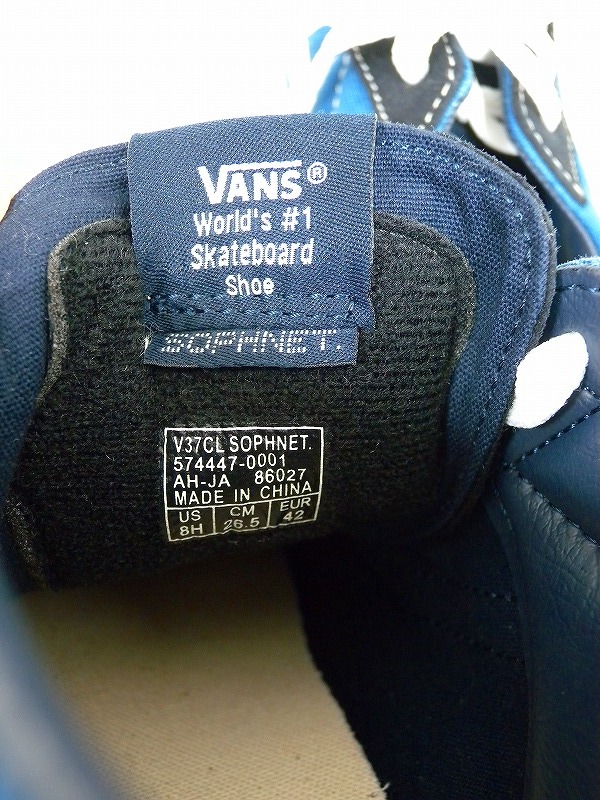 VANS®
World's #1
Skateboard
Shoe
SOPHNET.
V37CL SOPHNET.
574447-0001
AH-JA 86027
MADE IN CHINA
US CM EUR
8H 26.5 42